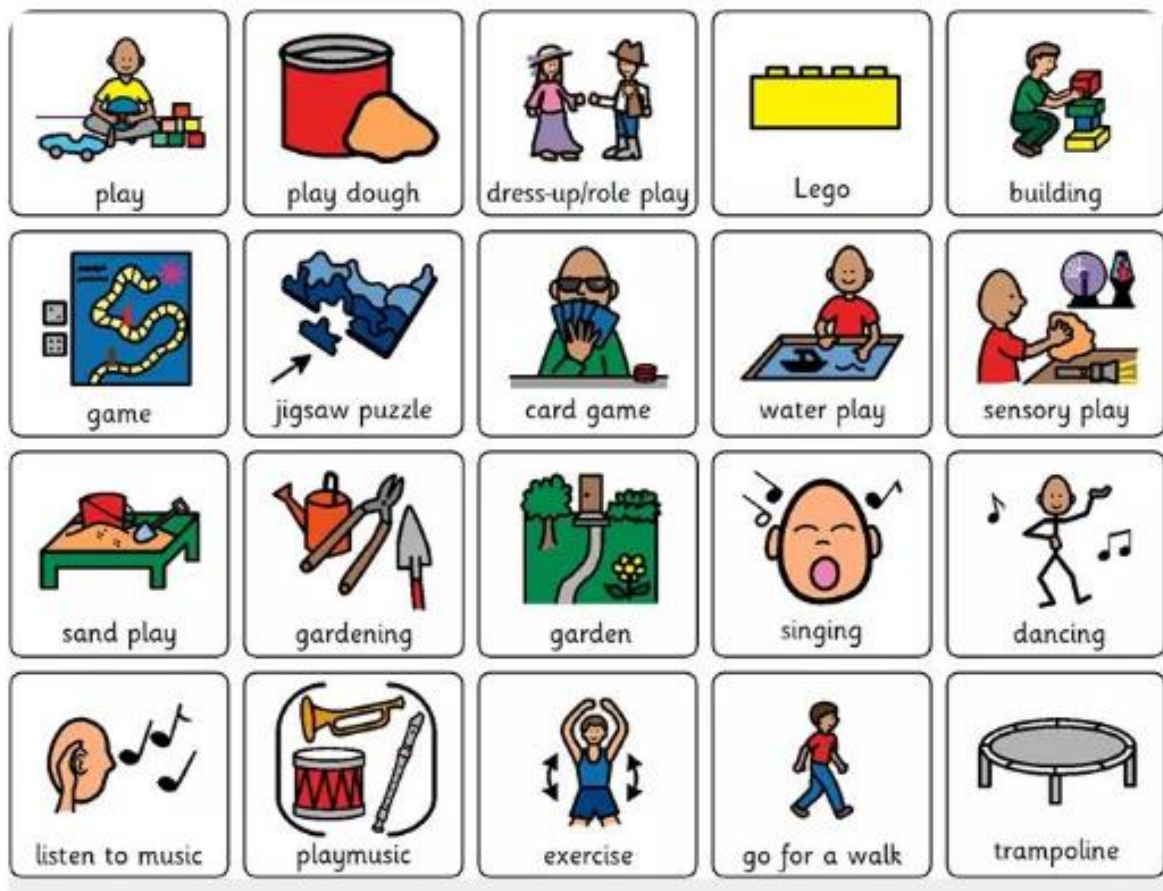 play
play dough
dress-up/role play
Lego
building
game
jigsaw puzzle
card game
water play
sensory play
sand play
gardening
garden
singing
dancing
listen to music
playmusic
exercise
go for a walk
trampoline